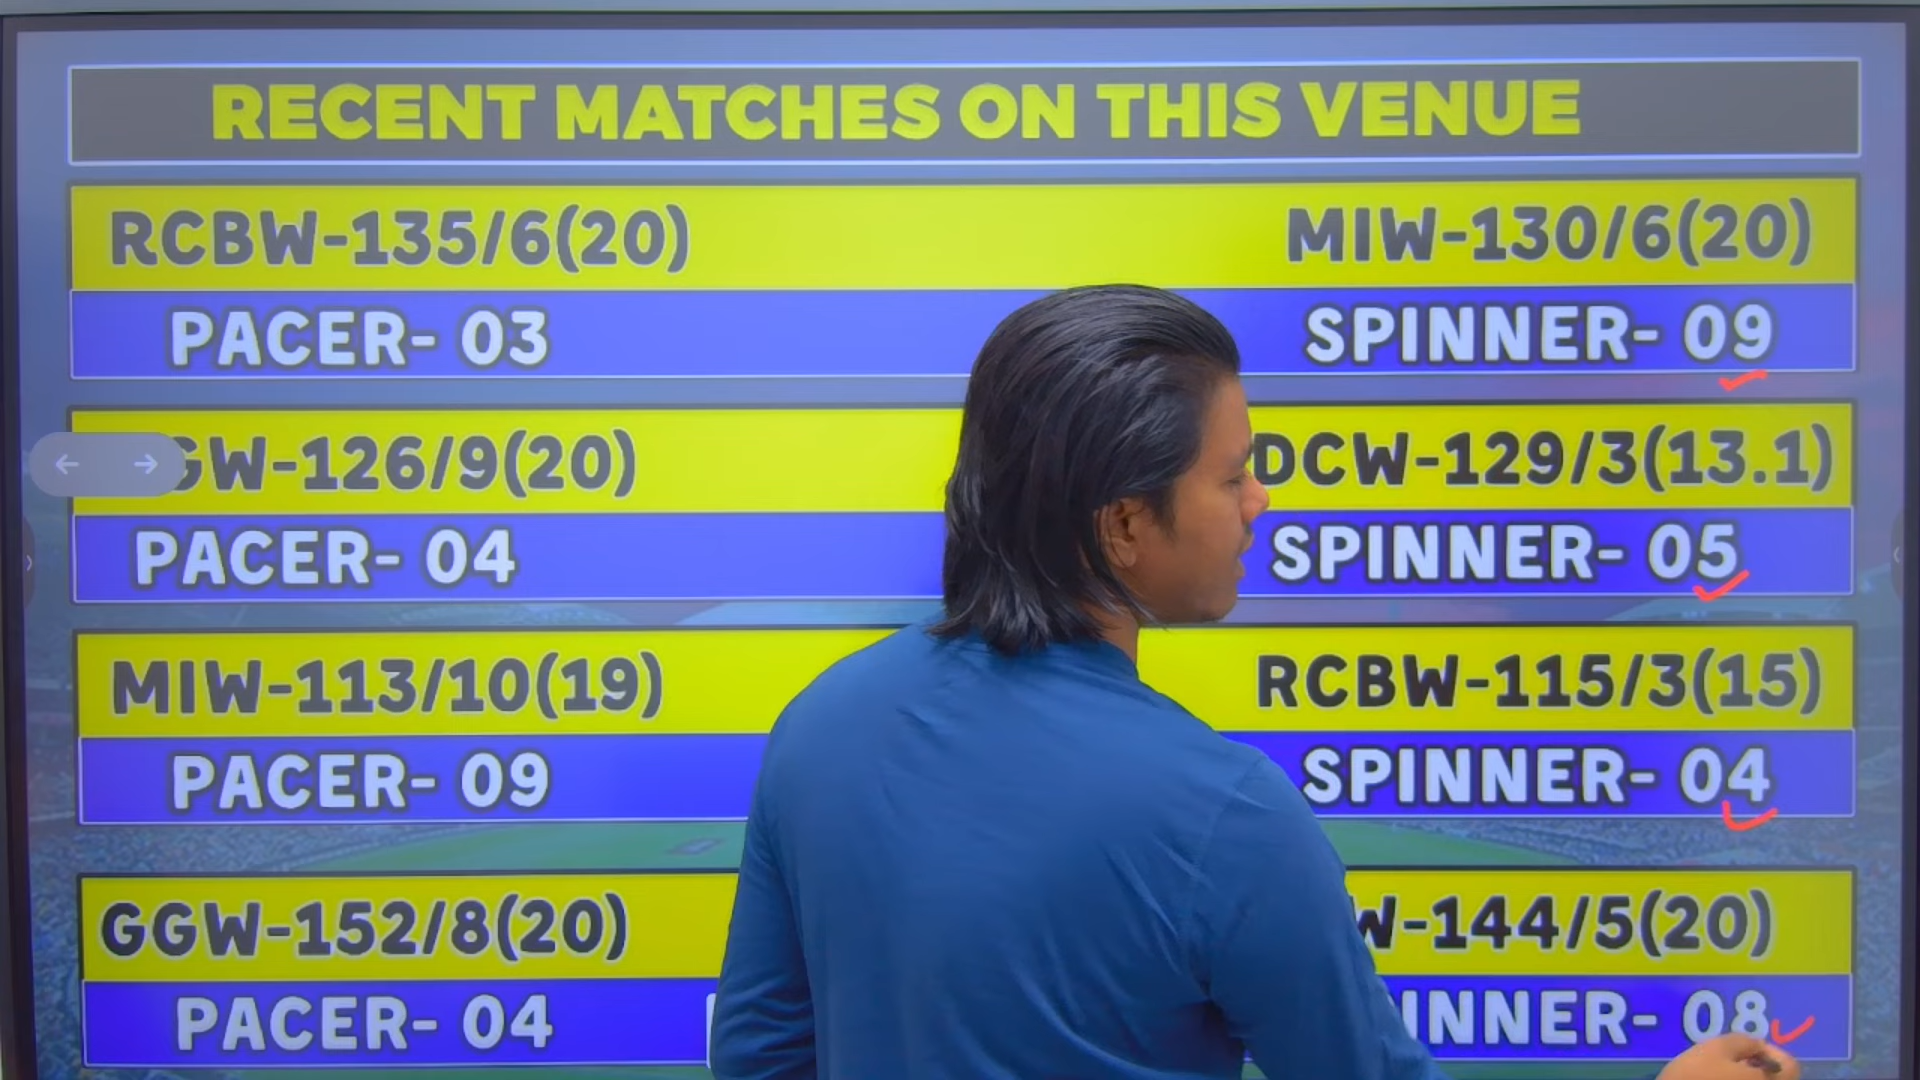 RECENT MATCHES ON THIS VENUE
RCBW-135/6(20) MIW-130/6(20)
PACER- 03 SPINNER- 09
GW-126/9(20) DCW-129/3(13.1)
PACER- 04 SPINNER- 05
MIW-113/10(19) RCBW-115/3(15)
PACER- 09 SPINNER- 04
GGW-152/8(20) W-144/5(20)
PACER- 04 INNER- 08